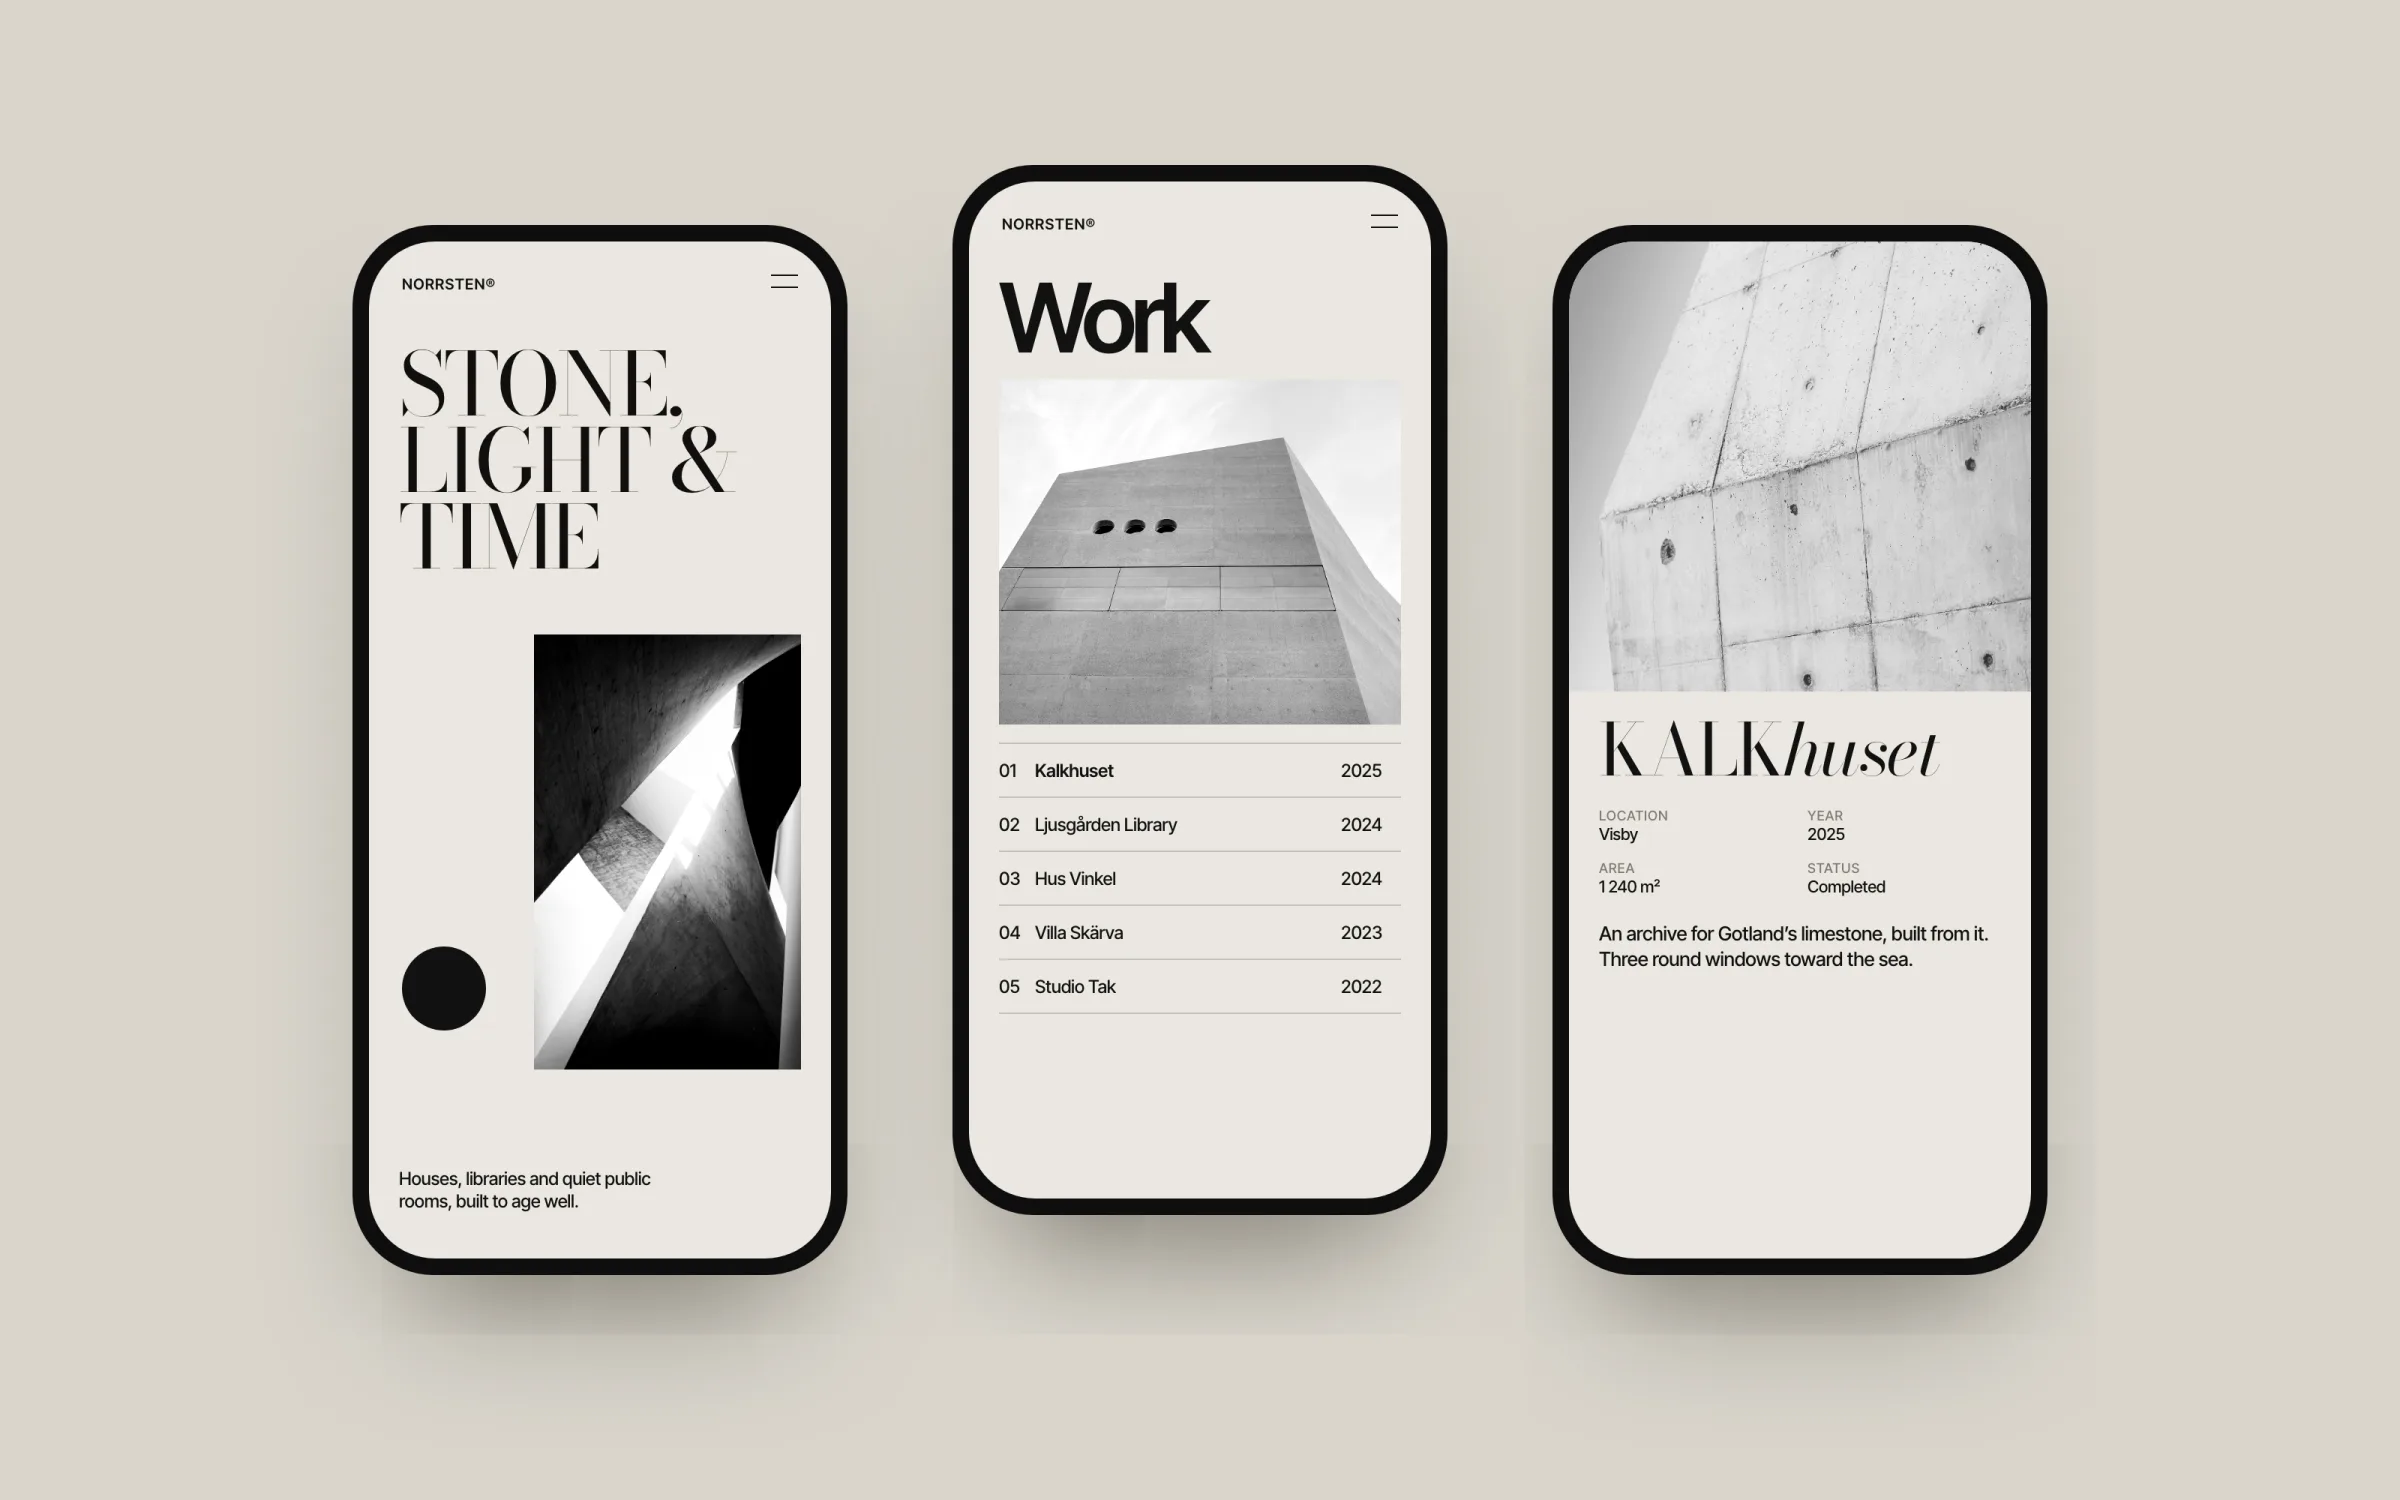 NORRSTEN®
STONE,
LIGHT &
TIME
Houses, libraries and quiet public
rooms, built to age well.
NORRSTEN®
Work
01 Kalkhuset 2025
02 Ljusgården Library 2024
03 Hus Vinkel 2024
04 Villa Skärva 2023
05 Studio Tak 2022
KALKhuset
LOCATION YEAR
Visby 2025
AREA STATUS
1 240 m² Completed
An archive for Gotland’s limestone, built from it.
Three round windows toward the sea.